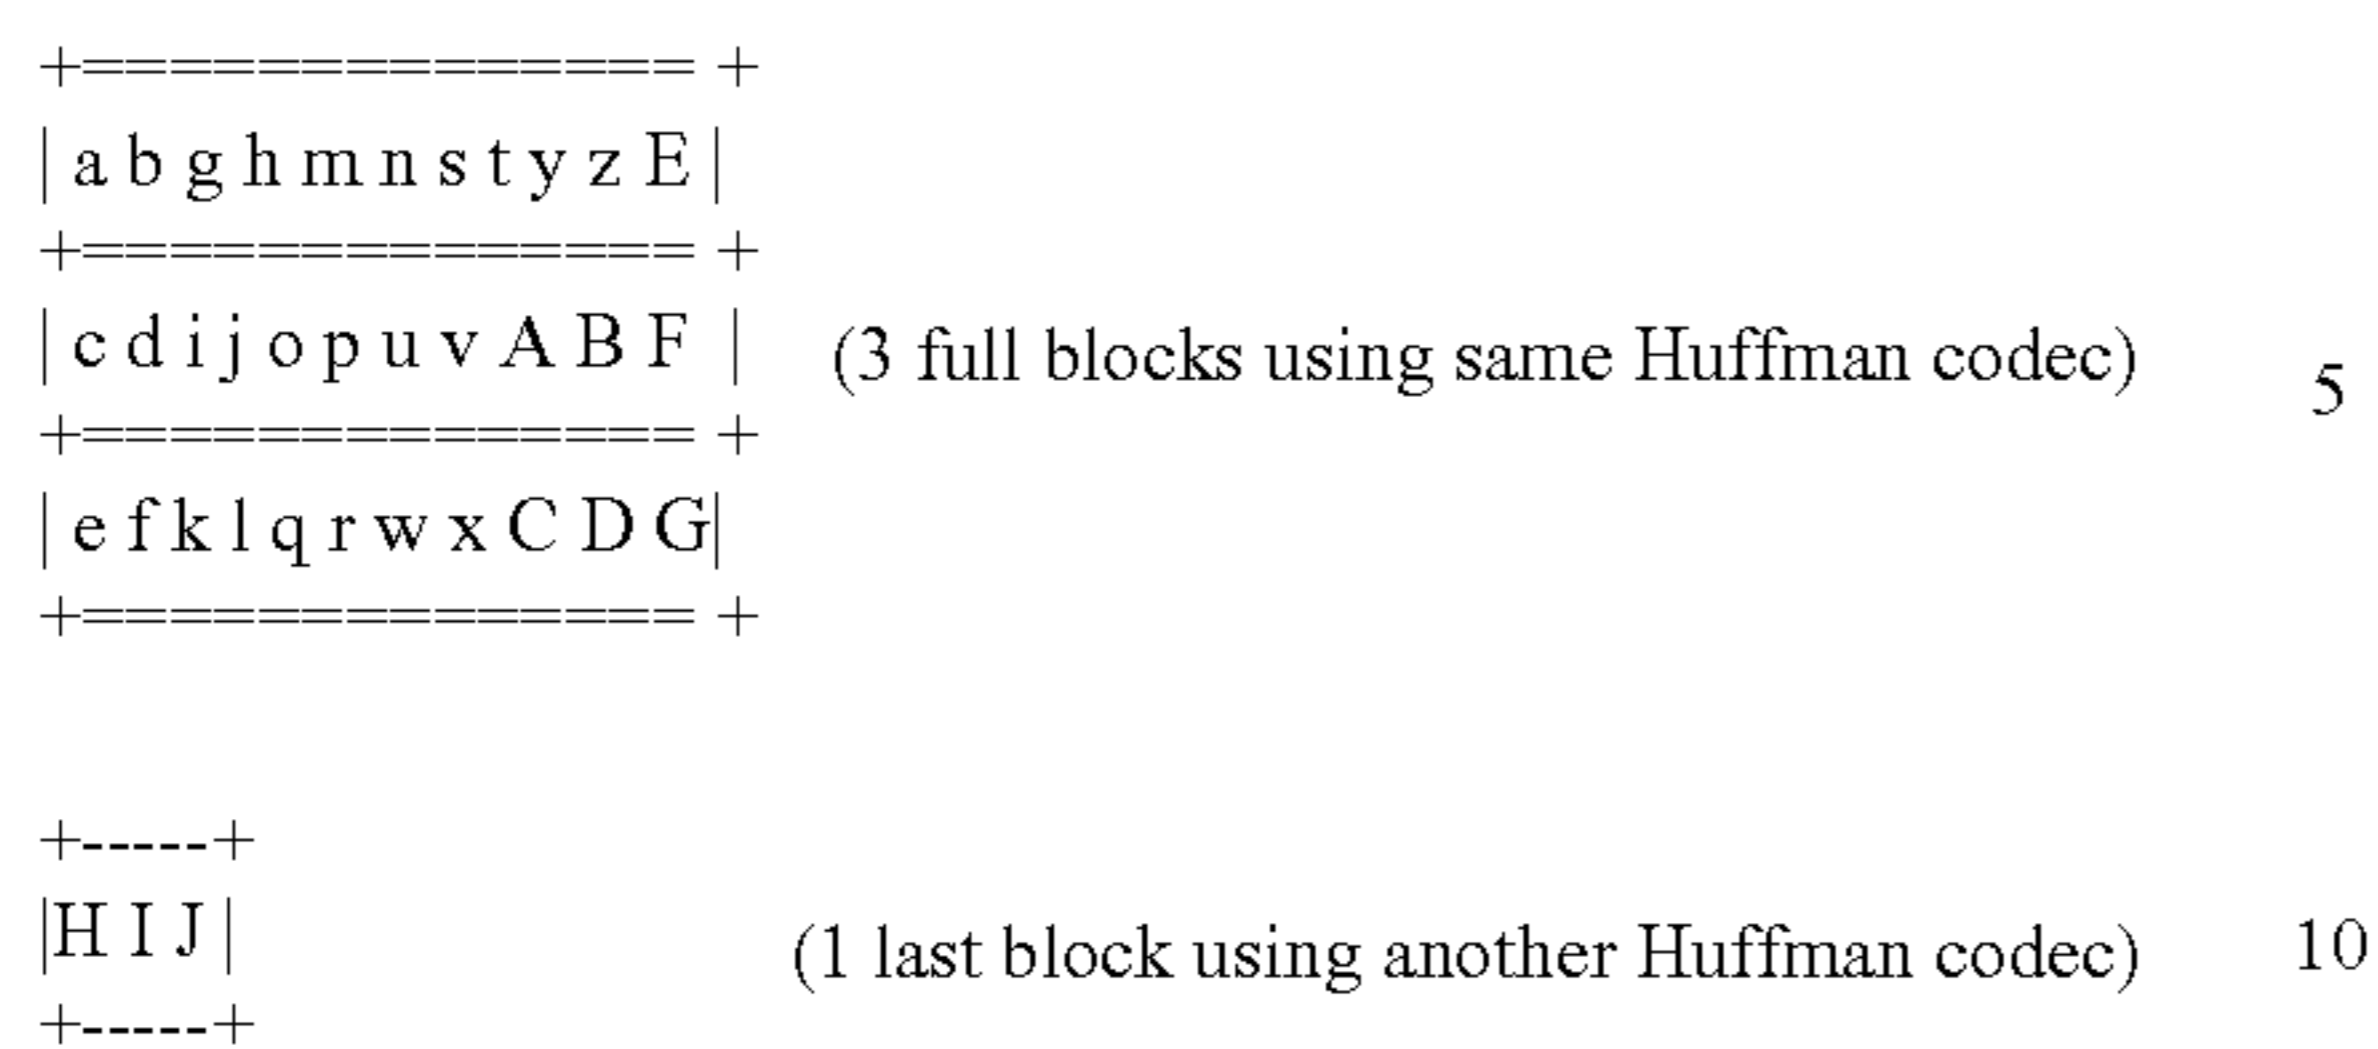 +============== +
| a b g h m n s t y z E |
+============== +
| c d i j o p u v A B F | (3 full blocks using same Huffman codec) 5
+============== +
| e f k l q r w x C D G|
+============== +
+-----+
|H I J | (1 last block using another Huffman codec) 10
+-----+